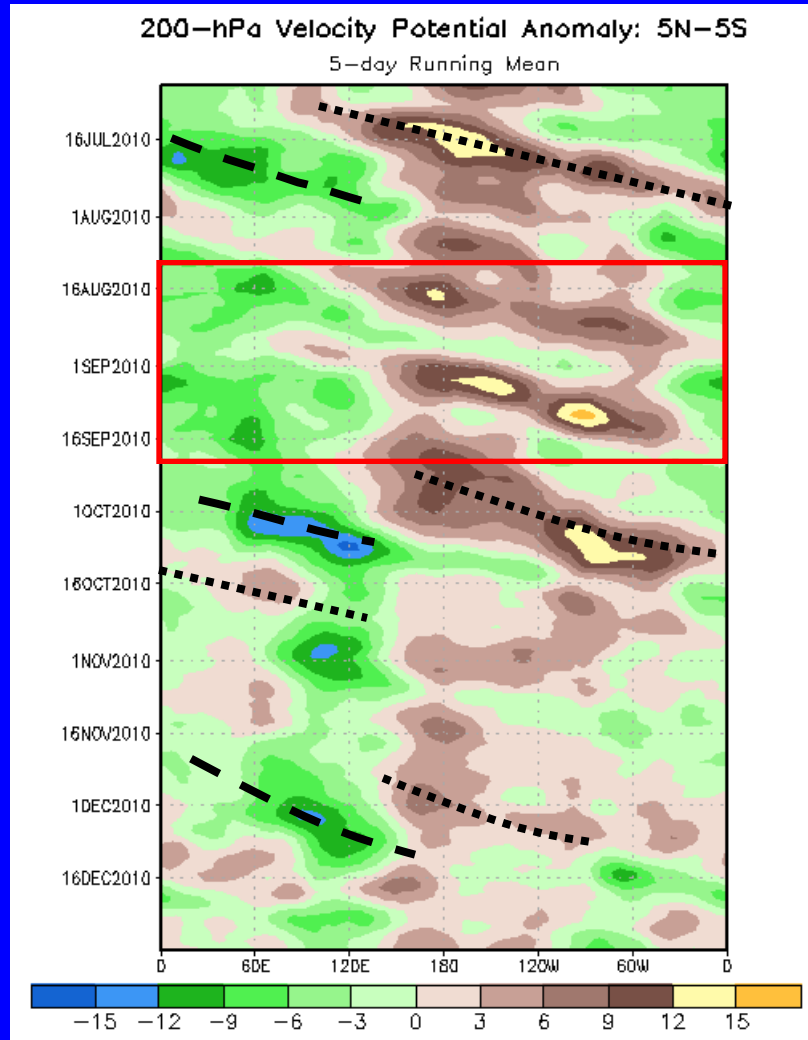 200-hPa Velocity Potential Anomaly: 5N-5S
5-day Running Mean
16JUL2010
1AUG2010
16AUG2010
1SEP2010
16SEP2010
1OCT2010
16OCT2010
1NOV2010
16NOV2010
1DEC2010
16DEC2010
0 60E 120E 180 120W 60W 0
-15 -12 -9 -6 -3 0 3 6 9 12 15